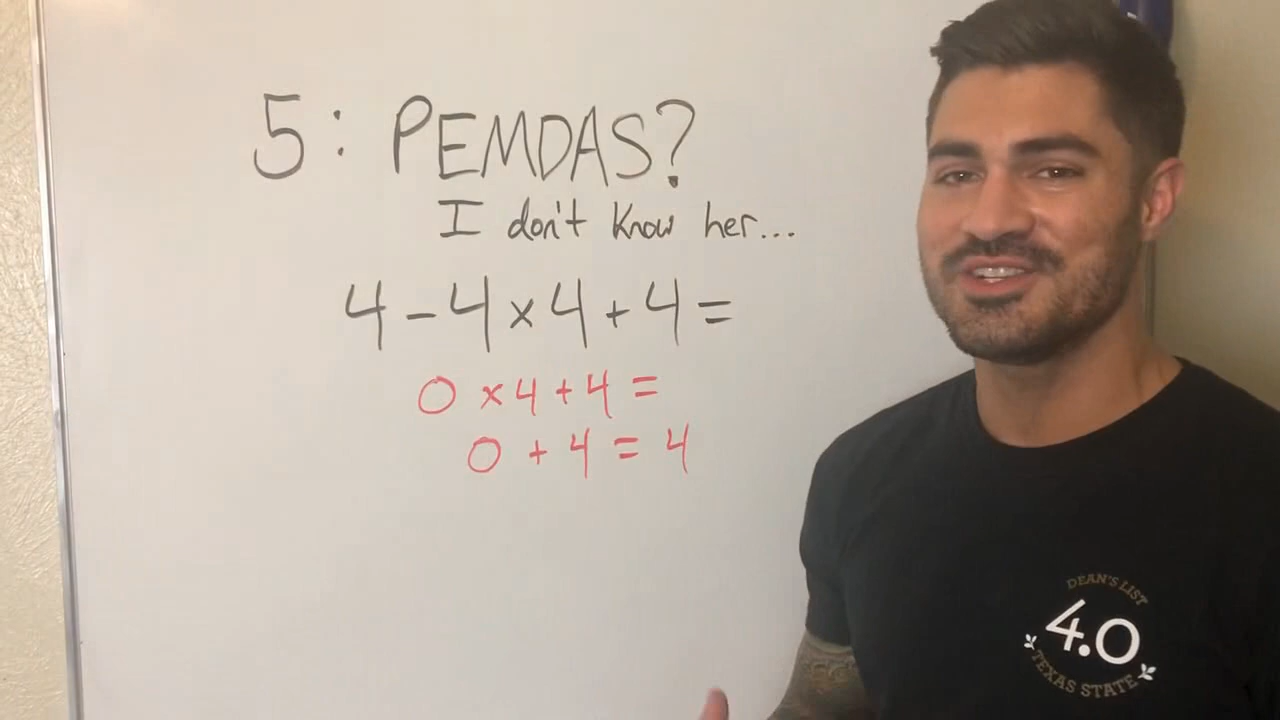 5: PEMDAS?
I don't know her...
4-4×4+4=
0×4+4=
0+4=4
DEAN'S LIST
4.0
TEXAS STATE